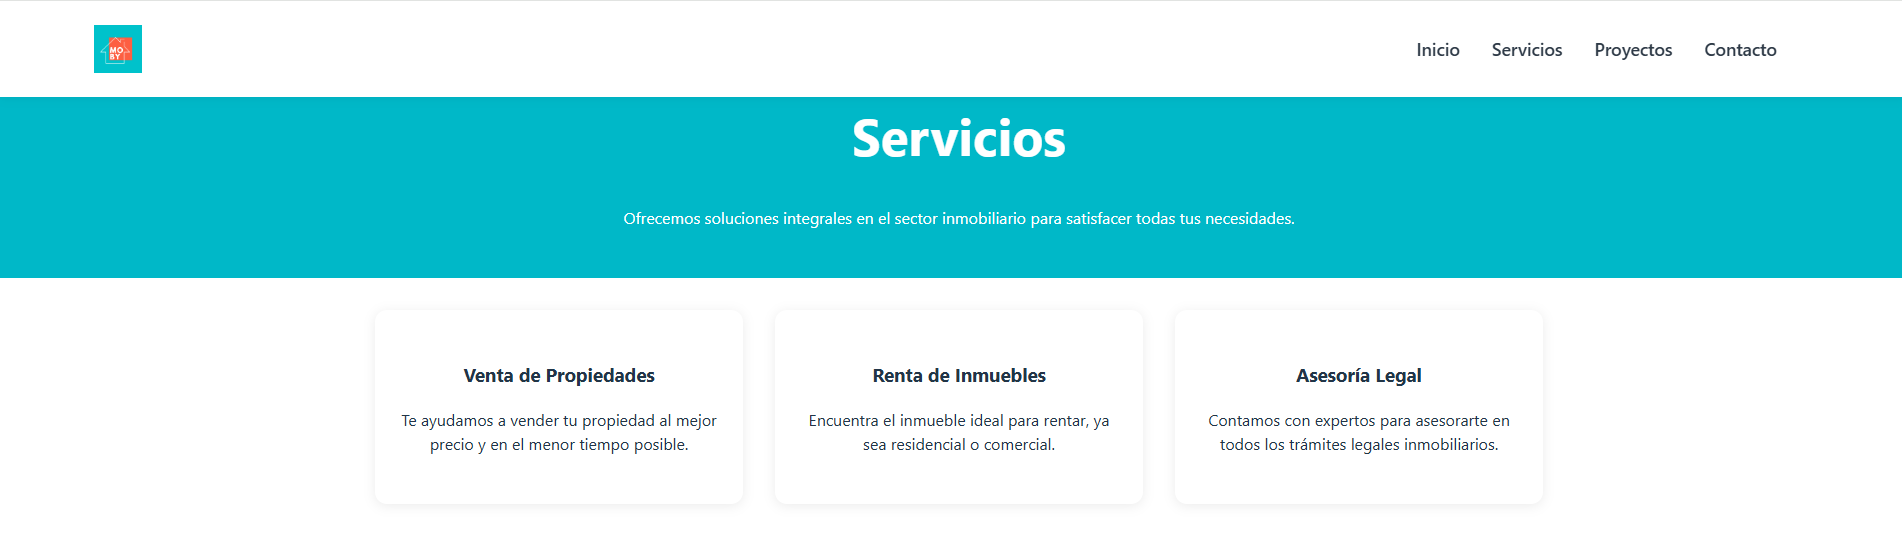 MO
BY
Inicio Servicios Proyectos Contacto
Servicios
Ofrecemos soluciones integrales en el sector inmobiliario para satisfacer todas tus necesidades.
Venta de Propiedades
Te ayudamos a vender tu propiedad al mejor
precio y en el menor tiempo posible.
Renta de Inmuebles
Encuentra el inmueble ideal para rentar, ya
sea residencial o comercial.
Asesoría Legal
Contamos con expertos para asesorarte en
todos los trámites legales inmobiliarios.